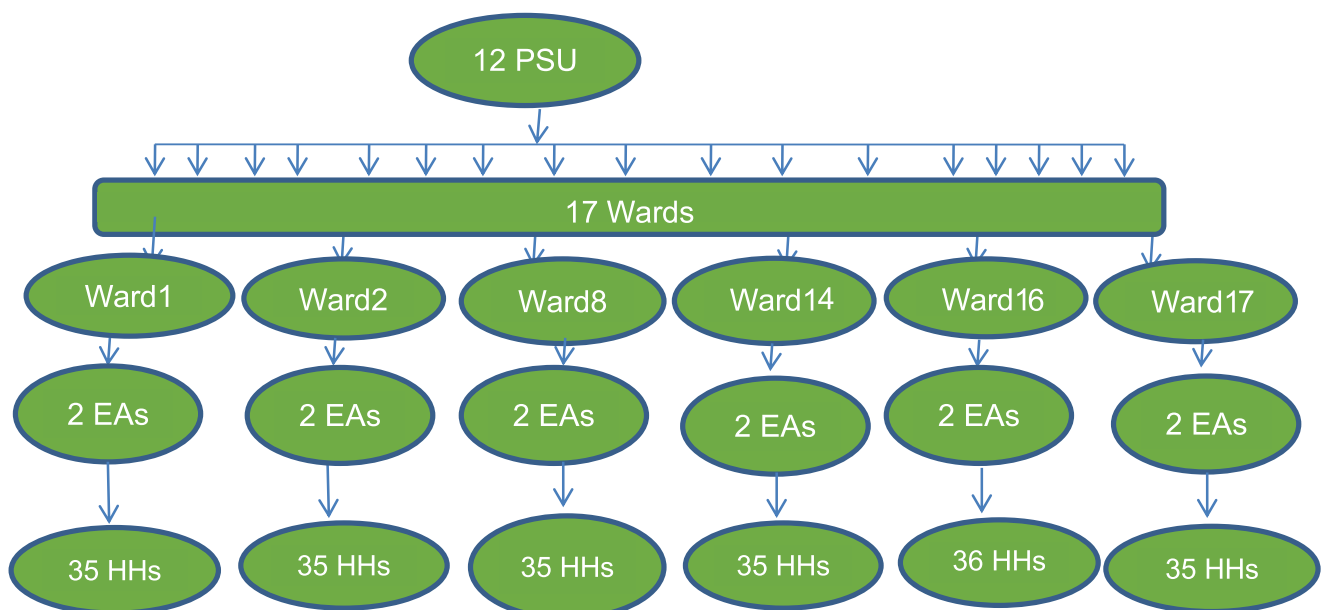 12 PSU
17 Wards
Ward1
Ward2
Ward8
Ward14
Ward16
Ward17
2 EAs
2 EAs
2 EAs
2 EAs
2 EAs
2 EAs
35 HHs
35 HHs
35 HHs
35 HHs
36 HHs
35 HHs